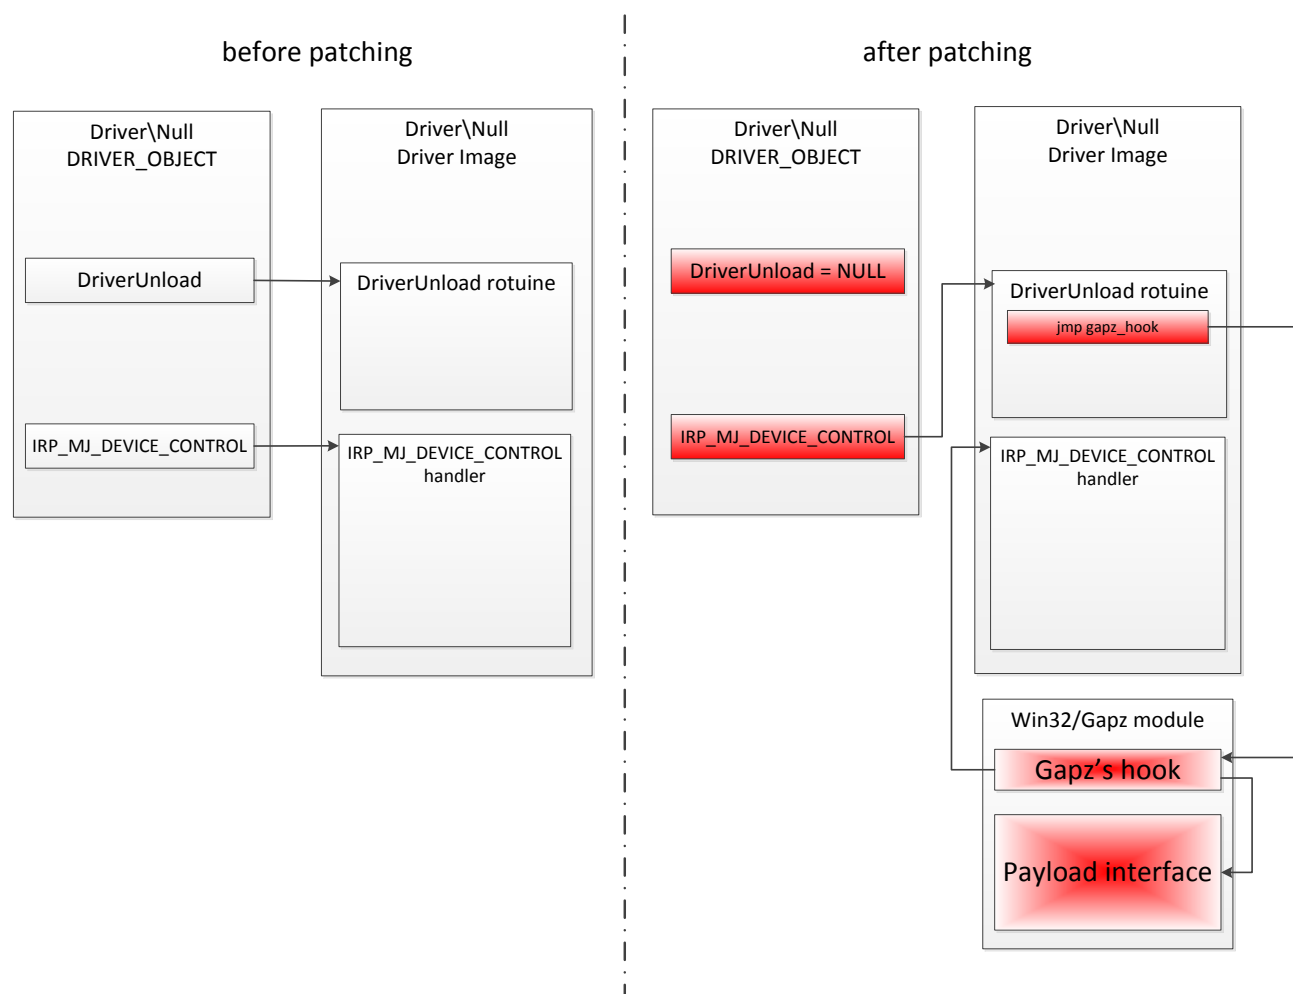 before patching
Driver\Null
DRIVER_OBJECT
DriverUnload
IRP_MJ_DEVICE_CONTROL
Driver\Null
Driver Image
DriverUnload rotuine
IRP_MJ_DEVICE_CONTROL
handler
after patching
Driver\Null
DRIVER_OBJECT
DriverUnload = NULL
IRP_MJ_DEVICE_CONTROL
Driver\Null
Driver Image
DriverUnload rotuine
jmp gapz_hook
IRP_MJ_DEVICE_CONTROL
handler
Win32/Gapz module
Gapz’s hook
Payload interface